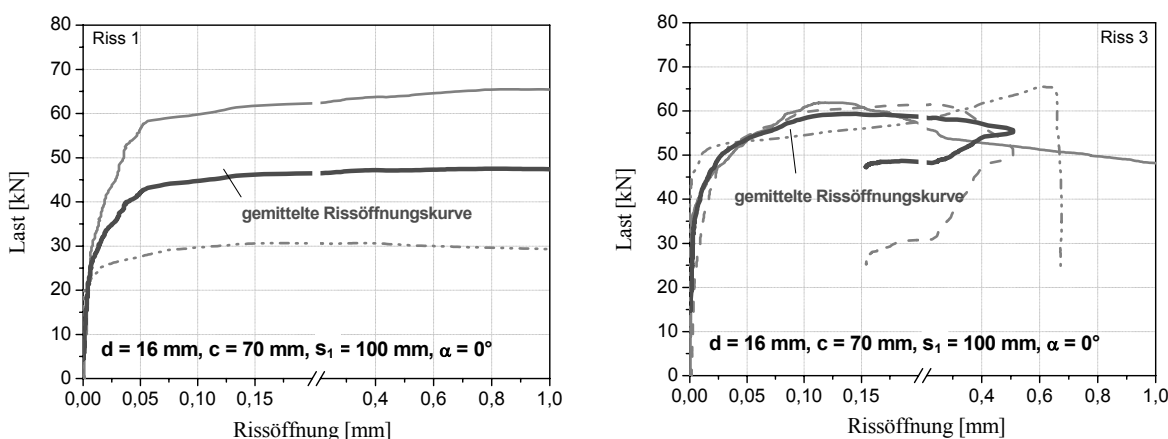 Riss 1
Last [kN]
80
70
60
50
40
30
20
10
0
gemittelte Rissöffnungskurve
d = 16 mm, c = 70 mm, s₁ = 100 mm, α = 0°
0,00 0,05 0,10 0,15 0,4 0,6 0,8 1,0
Rissöffnung [mm]
Riss 3
Last [kN]
80
70
60
50
40
30
20
10
0
gemittelte Rissöffnungskurve
d = 16 mm, c = 70 mm, s₁ = 100 mm, α = 0°
0,00 0,05 0,10 0,15 0,4 0,6 0,8 1,0
Rissöffnung [mm]